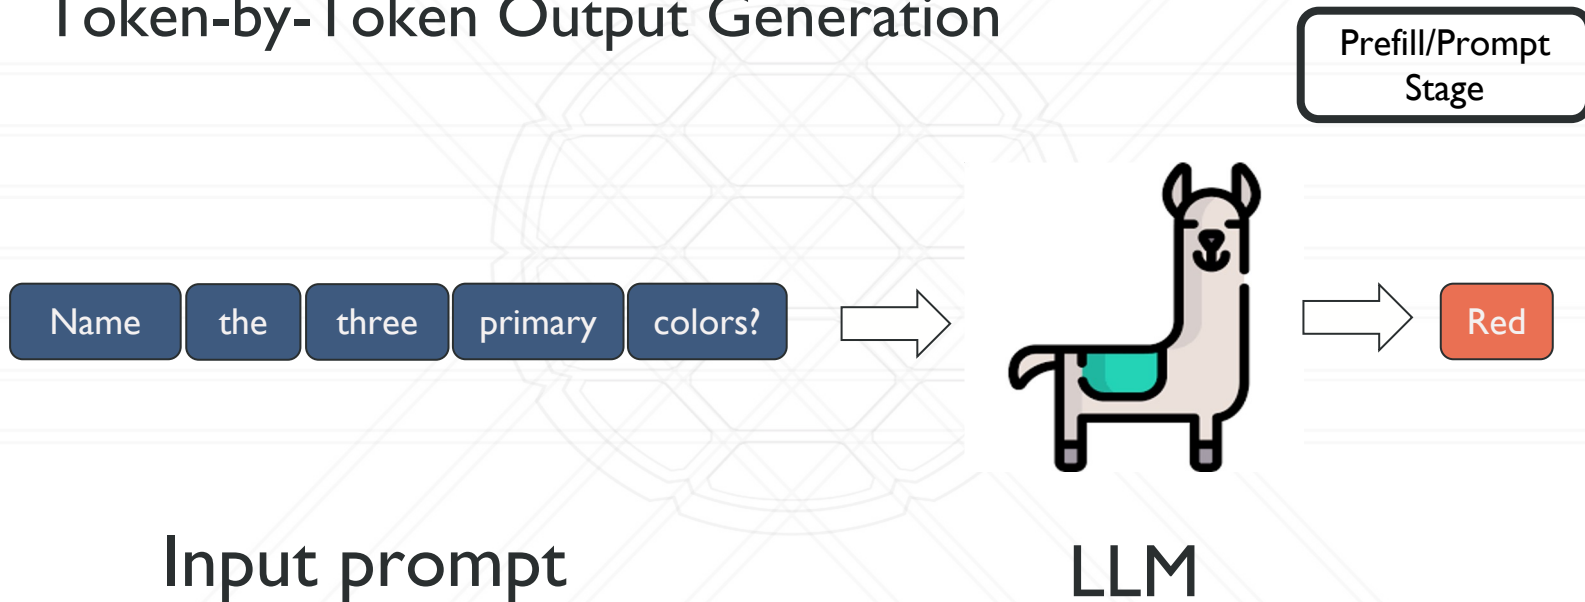 Token-by-Token Output Generation
Prefill/Prompt
Stage
Name the three primary colors?
Red
Input prompt
LLM